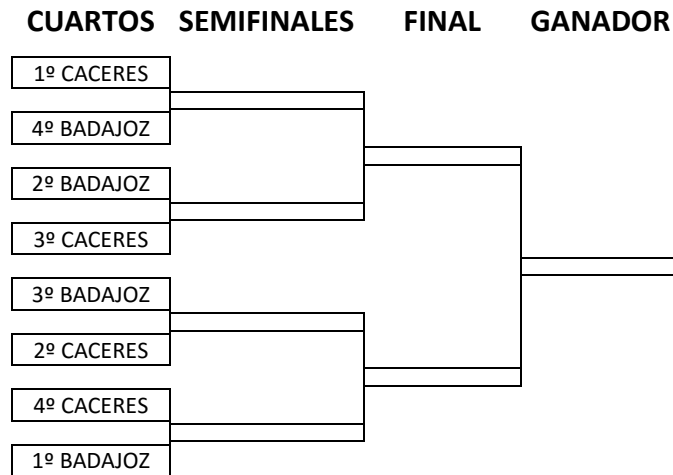 CUARTOS SEMIFINALES FINAL GANADOR
1º CACERES
4º BADAJOZ
2º BADAJOZ
3º CACERES
3º BADAJOZ
2º CACERES
4º CACERES
1º BADAJOZ